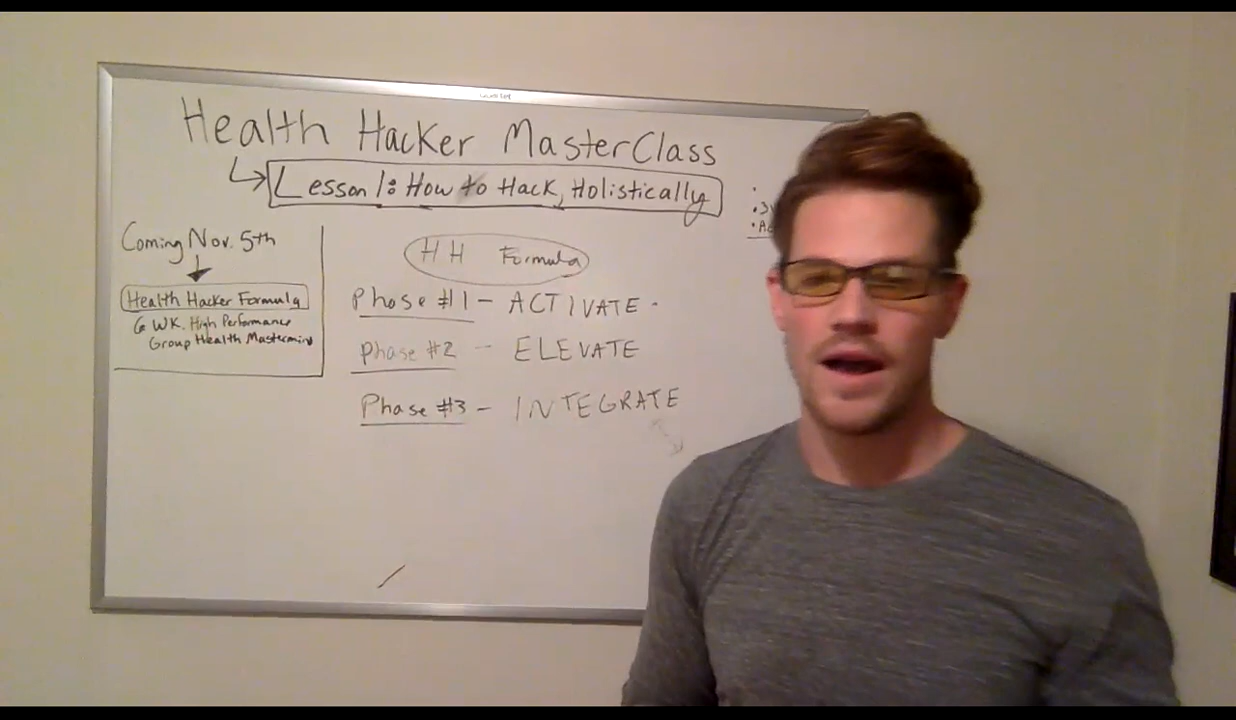 Health Hacker MasterClass
Lesson 1: How to Hack, Holistically
Coming Nov. 5th
Health Hacker Formula
6 WK. High Performance
Group Health Mastermind
HH Formula
Phase #1 - ACTIVATE
Phase #2 - ELEVATE
Phase #3 - INTEGRATE